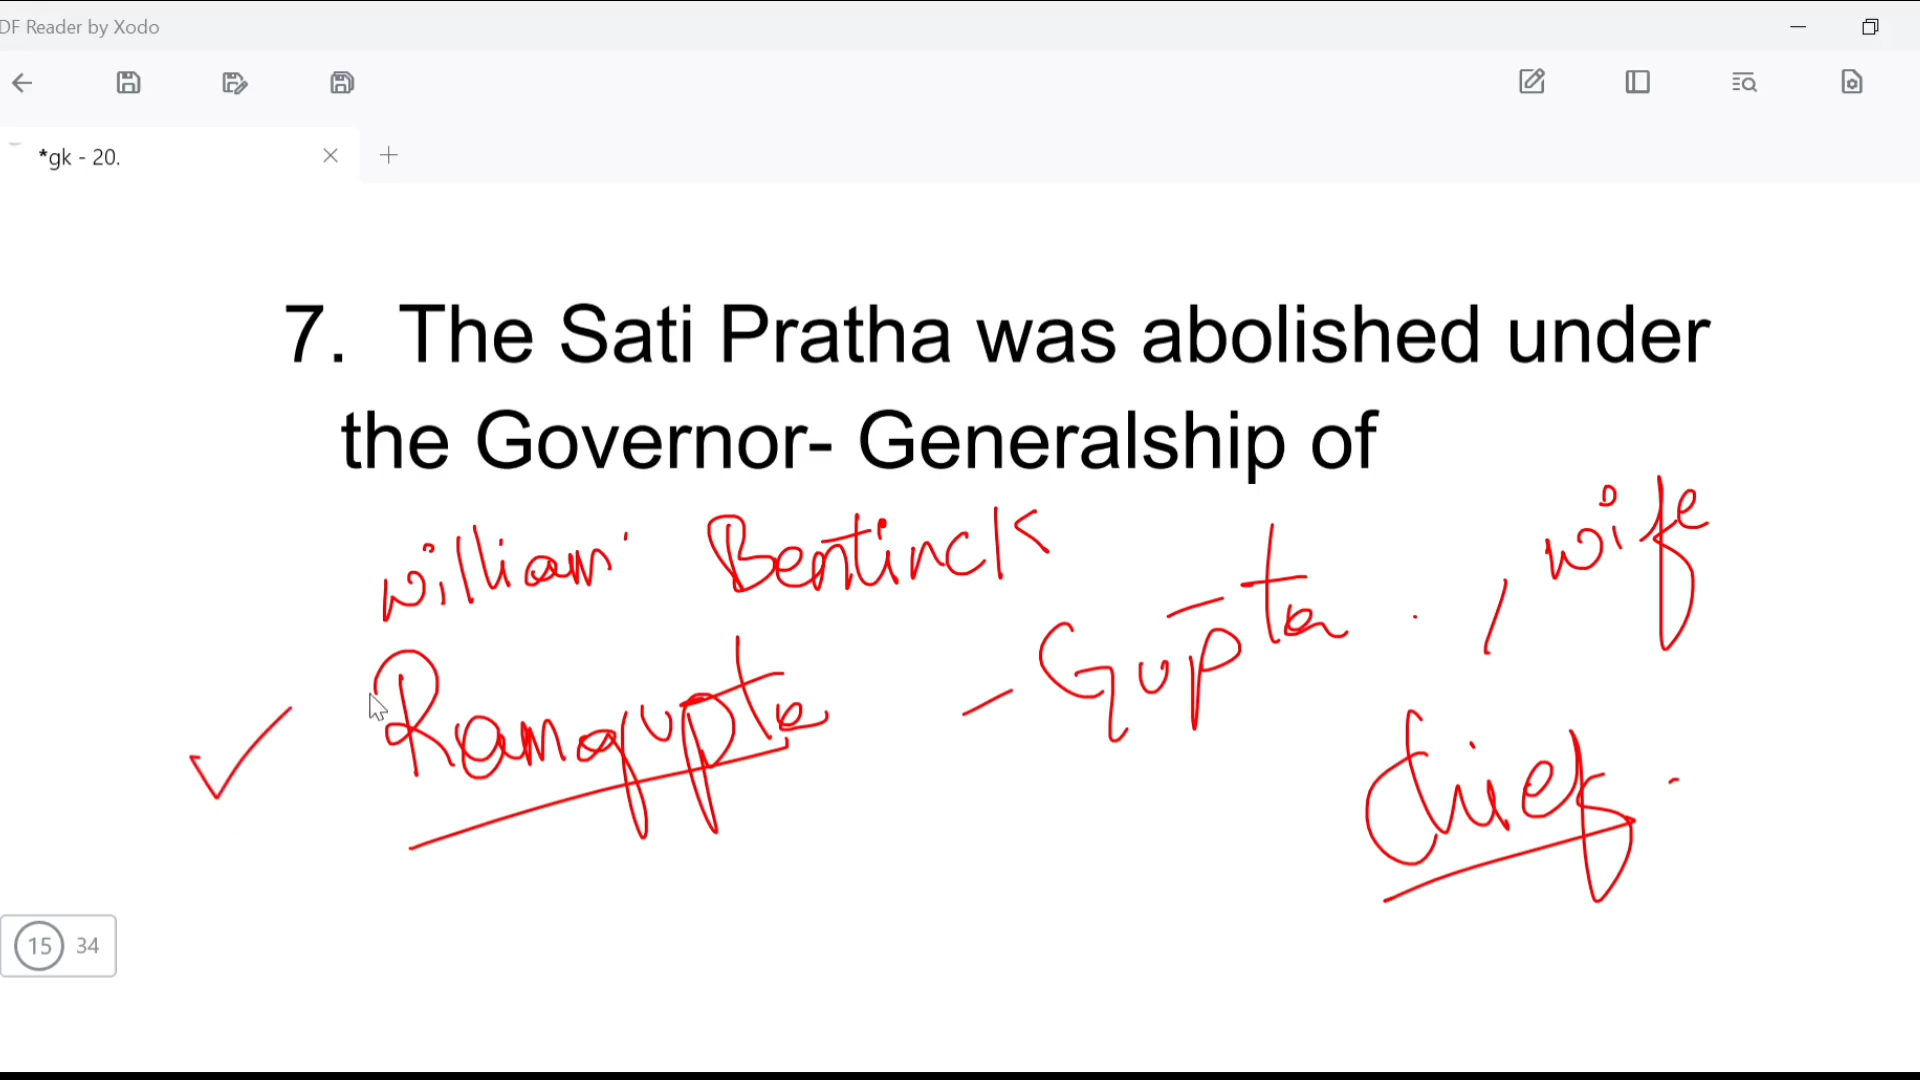 DF Reader by Xodo
*gk - 20.
7. The Sati Pratha was abolished under
the Governor- Generalship of
William Bentinck
Ramgupta - Gupta. , wife
chief.
15 34